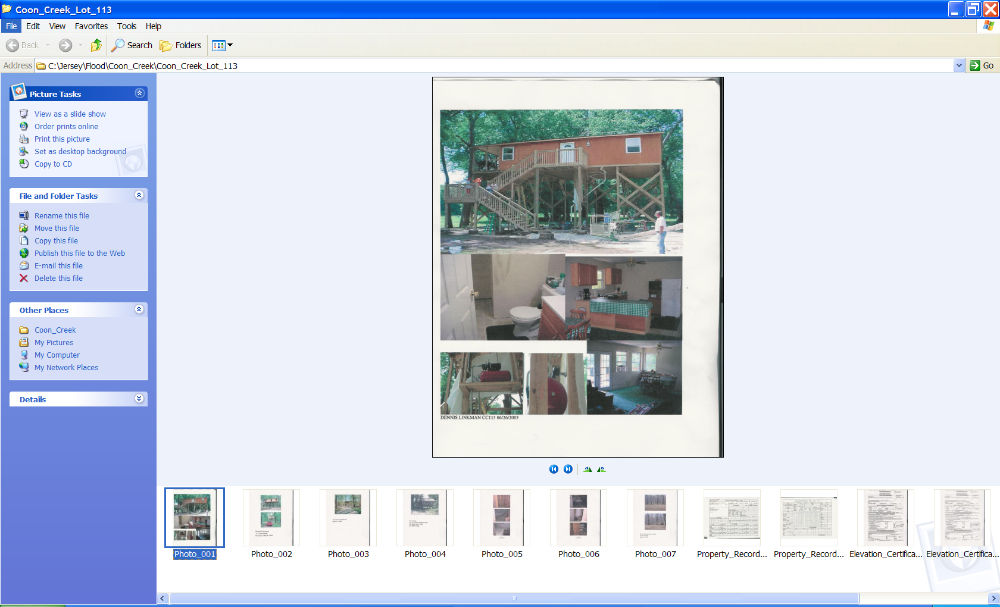 Coon_Creek_Lot_113
File Edit View Favorites Tools Help
Back Search Folders
Address C:\Jersey\Flood\Coon_Creek\Coon_Creek_Lot_113 Go
Picture Tasks
View as a slide show
Order prints online
Print this picture
Set as desktop background
Copy to CD
File and Folder Tasks
Rename this file
Move this file
Copy this file
Publish this file to the Web
E-mail this file
Delete this file
Other Places
Coon_Creek
My Pictures
My Computer
My Network Places
Details
DENNIS LINKMAN CC113 06/26/2003
Photo_001 Photo_002 Photo_003 Photo_004 Photo_005 Photo_006 Photo_007 Property_Record... Property_Record... Elevation_Certifica... Elevation_Certifica...